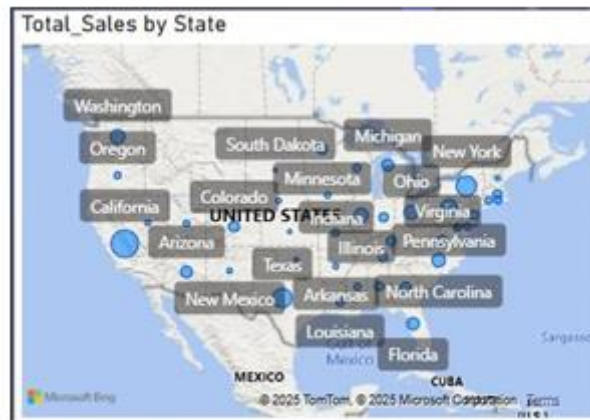 Total_Sales by State
Washington
Oregon
South Dakota
Michigan
New York
Minnesota
Ohio
Colorado
California
UNITED STATES
Indiana
Virginia
Arizona
Illinois
Pennsylvania
Texas
New Mexico
Arkansas
North Carolina
Louisiana
Mexico
Florida
Sargasso
MEXICO
CUBA
Microsoft Bing
© 2025 TomTom, © 2025 Microsoft Corporation Terms